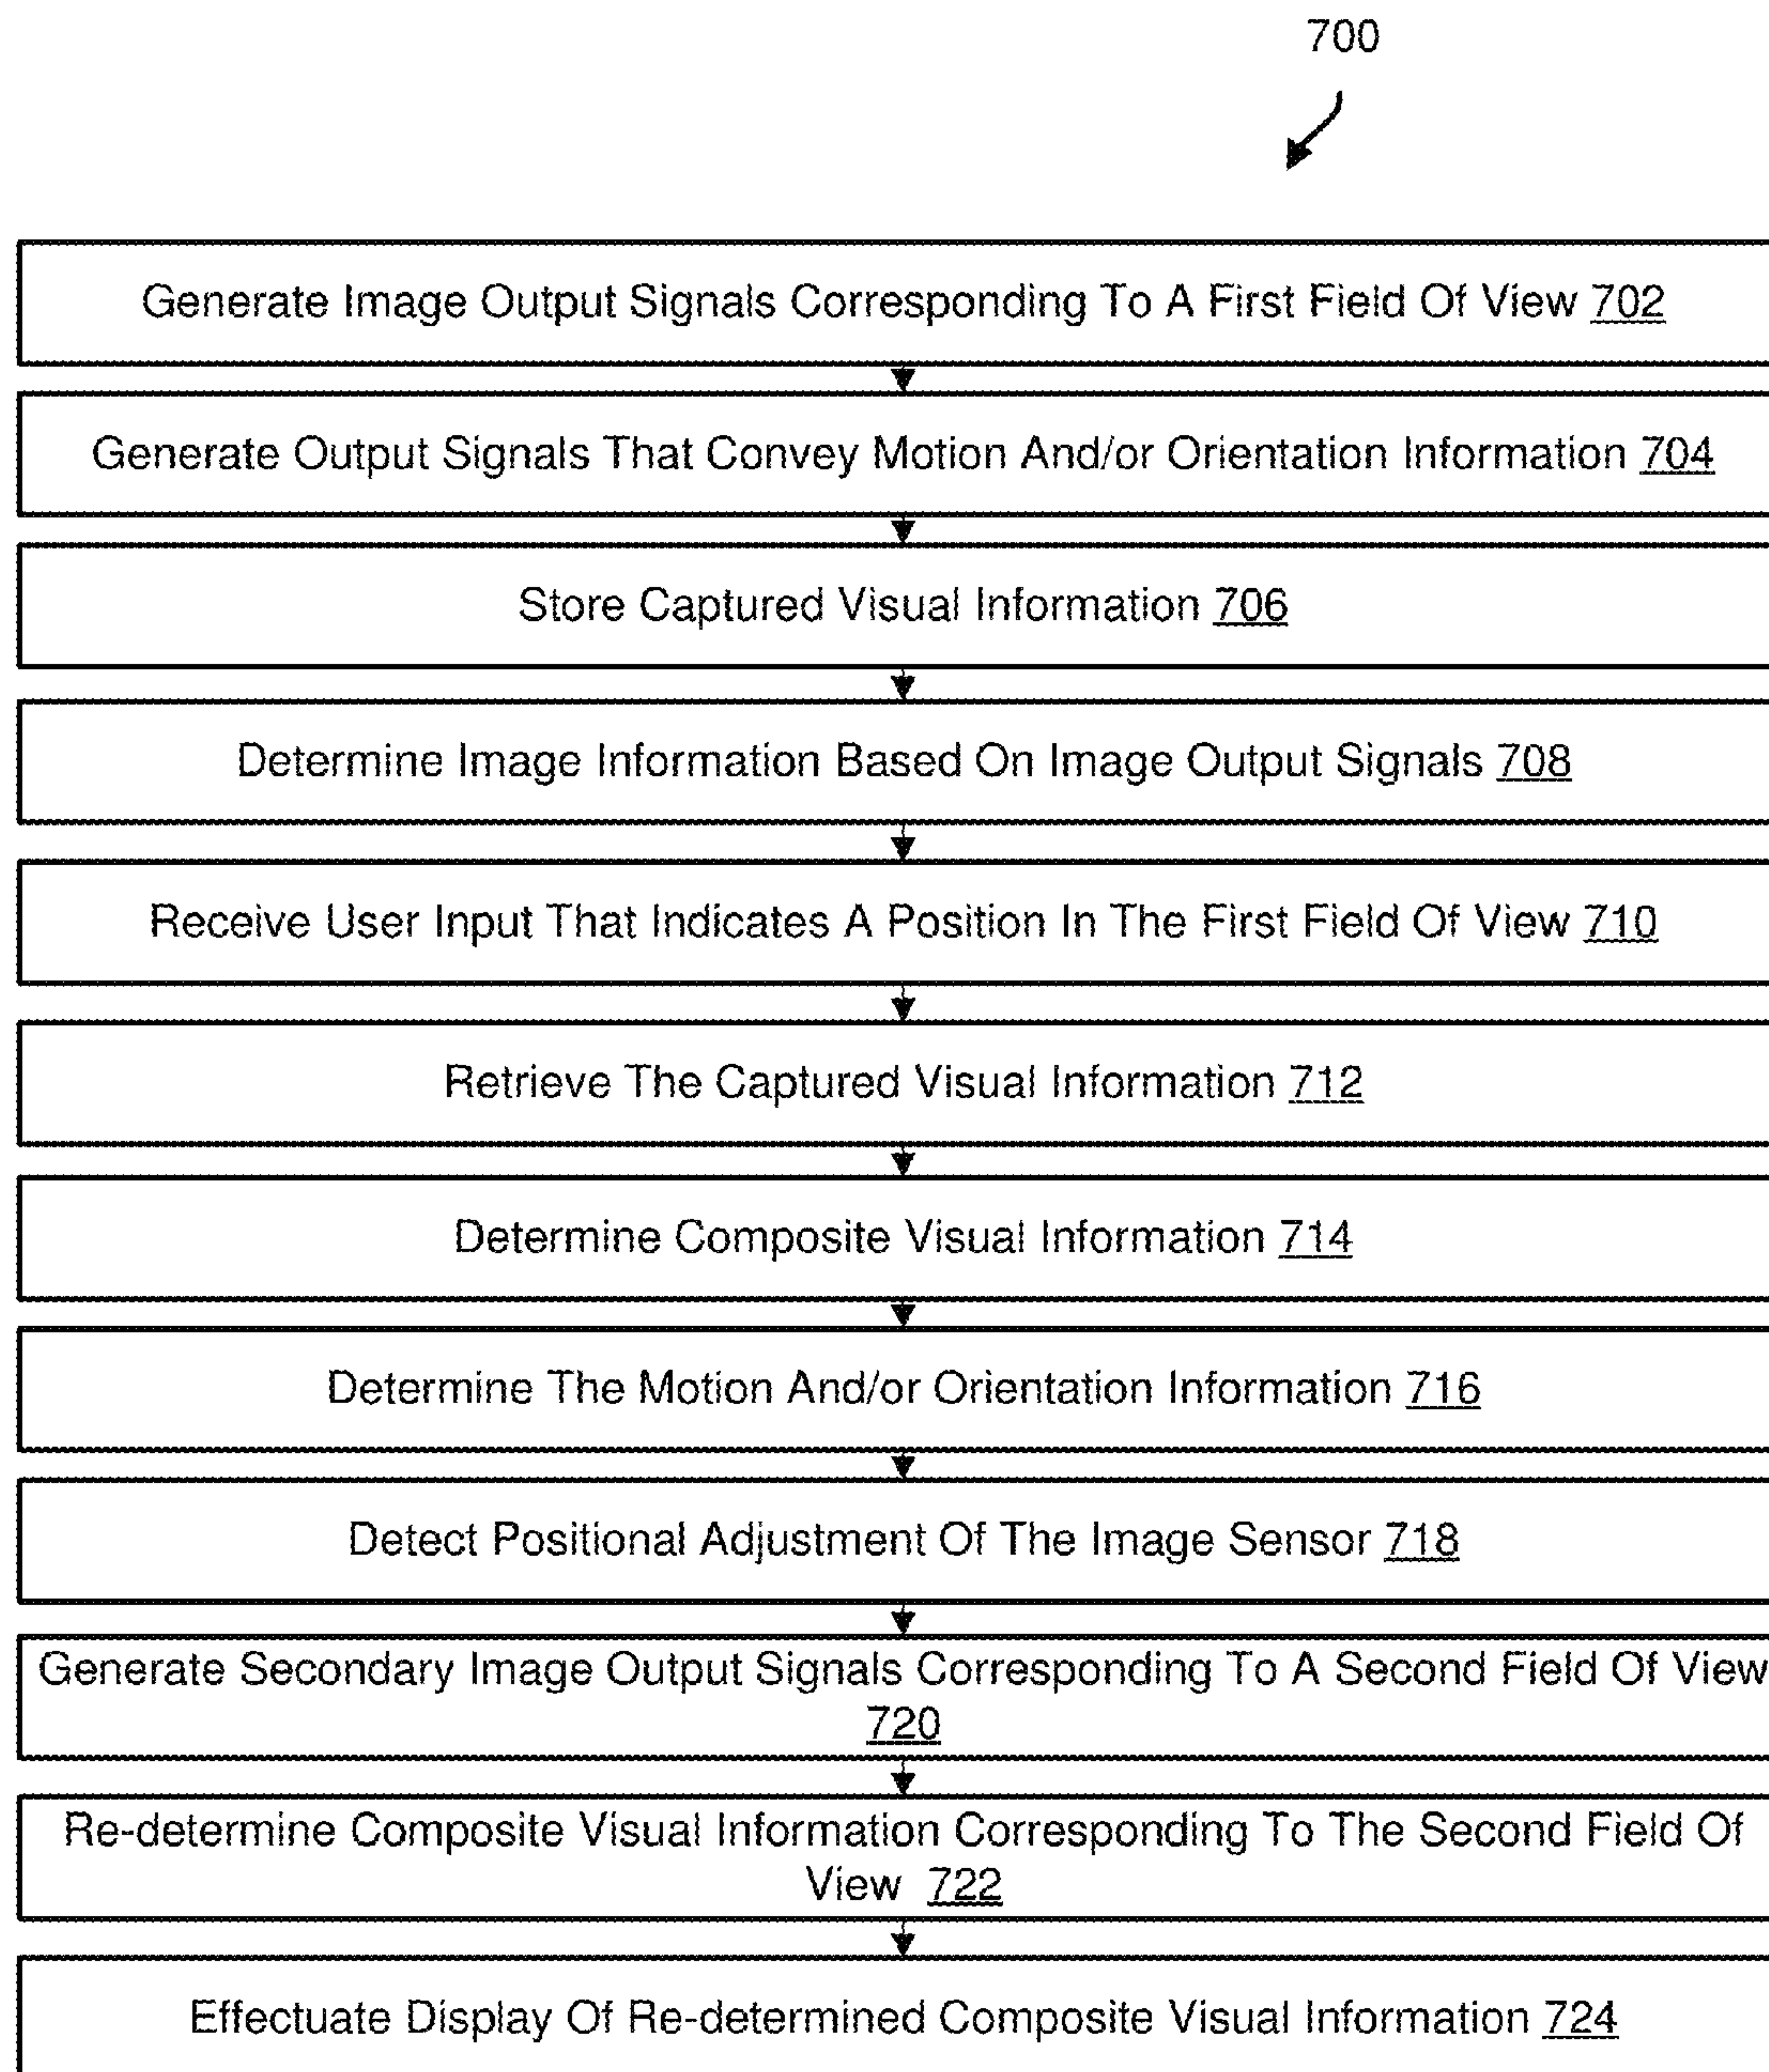 700
Generate Image Output Signals Corresponding To A First Field Of View 702
Generate Output Signals That Convey Motion And/or Orientation Information 704
Store Captured Visual Information 706
Determine Image Information Based On Image Output Signals 708
Receive User Input That Indicates A Position In The First Field Of View 710
Retrieve The Captured Visual Information 712
Determine Composite Visual Information 714
Determine The Motion And/or Orientation Information 716
Detect Positional Adjustment Of The Image Sensor 718
Generate Secondary Image Output Signals Corresponding To A Second Field Of View
720
Re-determine Composite Visual Information Corresponding To The Second Field Of
View 722
Effectuate Display Of Re-determined Composite Visual Information 724